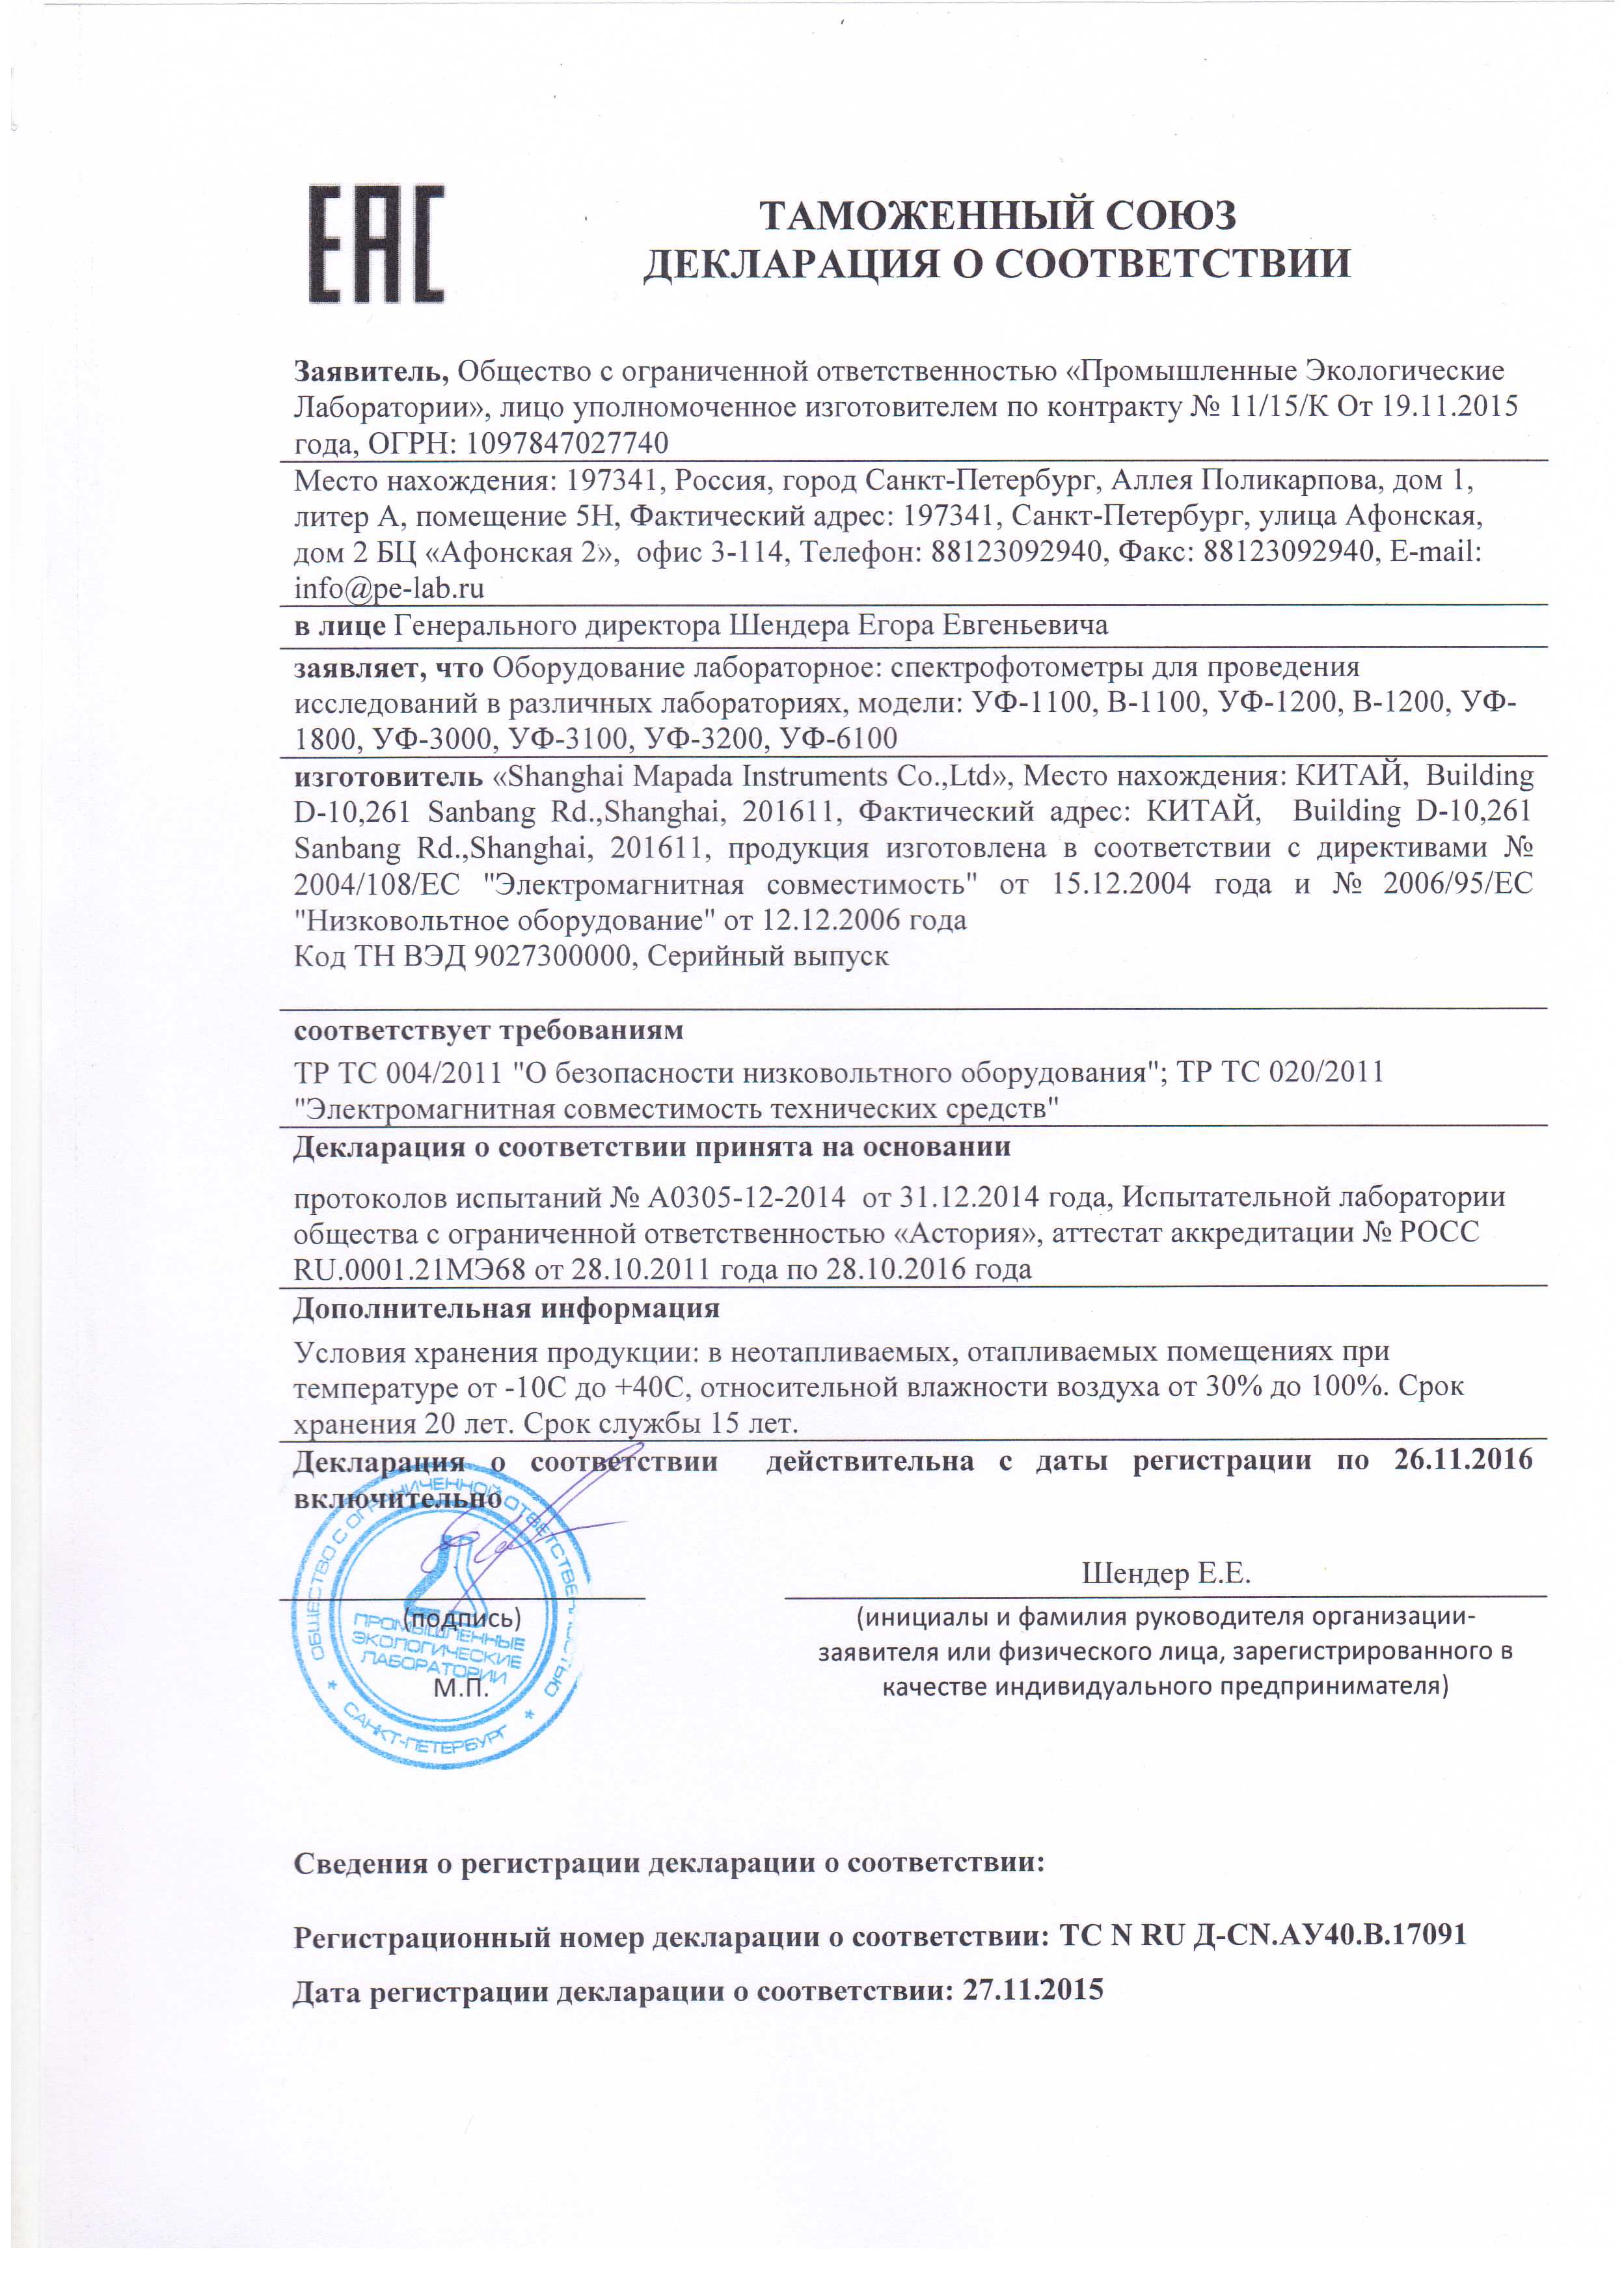 ЕАС
ТАМОЖЕННЫЙ СОЮЗ
ДЕКЛАРАЦИЯ О СООТВЕТСТВИИ
Заявитель, Общество с ограниченной ответственностью «Промышленные Экологические
Лаборатории», лицо уполномоченное изготовителем по контракту № 11/15/К От 19.11.2015
года, ОГРН: 1097847027740
Место нахождения: 197341, Россия, город Санкт-Петербург, Аллея Поликарпова, дом 1,
литер А, помещение 5Н, Фактический адрес: 197341, Санкт-Петербург, улица Афонская,
дом 2 БЦ «Афонская 2», офис 3-114, Телефон: 88123092940, Факс: 88123092940, E-mail:
info@pe-lab.ru
в лице Генерального директора Шендера Егора Евгеньевича
заявляет, что Оборудование лабораторное: спектрофотометры для проведения
исследований в различных лабораториях, модели: УФ-1100, В-1100, УФ-1200, В-1200, УФ-
1800, УФ-3000, УФ-3100, УФ-3200, УФ-6100
изготовитель «Shanghai Mapada Instruments Co.,Ltd», Место нахождения: КИТАЙ, Building
D-10,261 Sanbang Rd.,Shanghai, 201611, Фактический адрес: КИТАЙ, Building D-10,261
Sanbang Rd.,Shanghai, 201611, продукция изготовлена в соответствии с директивами №
2004/108/ЕС "Электромагнитная совместимость" от 15.12.2004 года и № 2006/95/ЕС
"Низковольтное оборудование" от 12.12.2006 года
Код ТН ВЭД 9027300000, Серийный выпуск
соответствует требованиям
ТР ТС 004/2011 "О безопасности низковольтного оборудования"; ТР ТС 020/2011
"Электромагнитная совместимость технических средств"
Декларация о соответствии принята на основании
протоколов испытаний № А0305-12-2014 от 31.12.2014 года, Испытательной лаборатории
общества с ограниченной ответственностью «Астория», аттестат аккредитации № РОСС
RU.0001.21МЭ68 от 28.10.2011 года по 28.10.2016 года
Дополнительная информация
Условия хранения продукции: в неотапливаемых, отапливаемых помещениях при
температуре от -10С до +40С, относительной влажности воздуха от 30% до 100%. Срок
хранения 20 лет. Срок службы 15 лет.
Декларация о соответствии действительна с даты регистрации по 26.11.2016
включительно
ОБЩЕСТВО С ОГРАНИЧЕННОЙ ОТВЕТСТВЕННОСТЬЮ
Шендер Е.Е.
(подпись)
ПРОМЫШЛЕННЫЕ
ЭКОЛОГИЧЕСКИЕ
ЛАБОРАТОРИИ
М.П.
* САНКТ-ПЕТЕРБУРГ *
(инициалы и фамилия руководителя организации-
заявителя или физического лица, зарегистрированного в
качестве индивидуального предпринимателя)
Сведения о регистрации декларации о соответствии:
Регистрационный номер декларации о соответствии: ТС N RU Д-CN.АУ40.В.17091
Дата регистрации декларации о соответствии: 27.11.2015